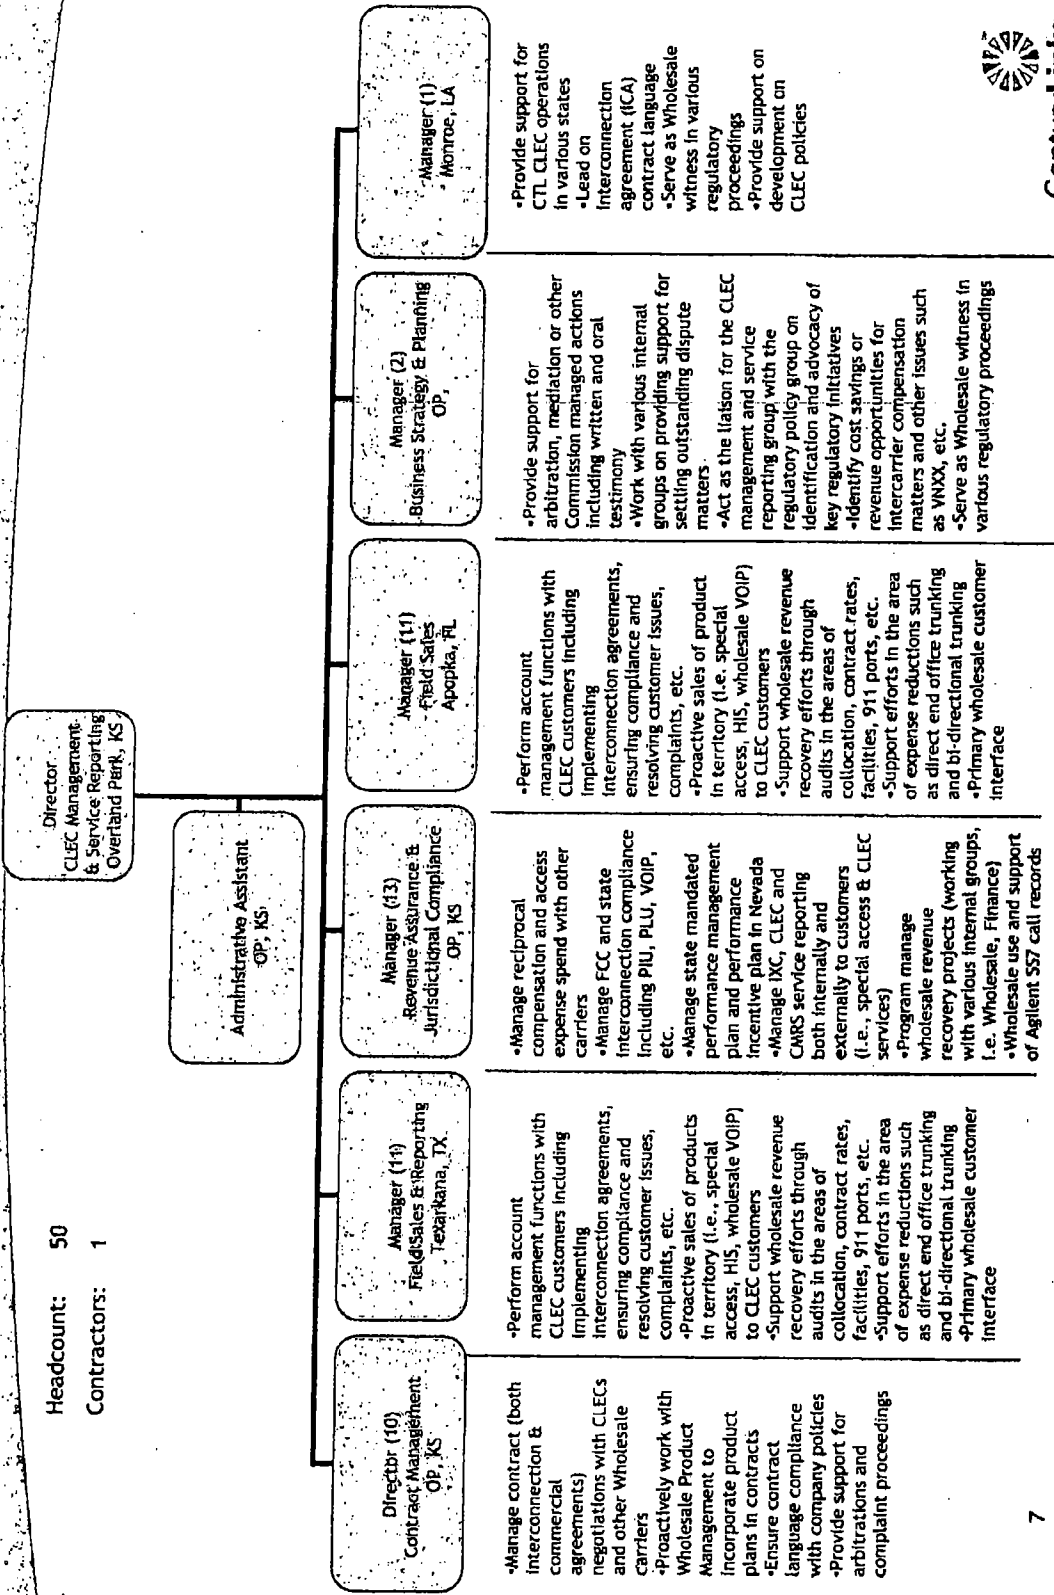 Headcount: 50
Contractors: 1
Director
CLEC Management
& Service Reporting
Overland Park, KS
Administrative Assistant
OP, KS
Director (10)
Contract Management
OP, KS
Manager (11)
Field Sales & Reporting
Texarkana, TX
Manager (13)
Revenue Assurance &
Jurisdictional Compliance
OP, KS
Manager (11)
Field Sales
Apopka, FL
Manager (2)
Business Strategy & Planning
OP,
Manager (1)
Monroe, LA
•Manage contract (both
interconnection &
commercial
agreements)
negotiations with CLECs
and other Wholesale
carriers
•Proactively work with
Wholesale Product
Management to
incorporate product
plans in contracts
•Ensure contract
language compliance
with company policies
•Provide support for
arbitrations and
complaint proceedings
•Perform account
management functions with
CLEC customers including
implementing
interconnection agreements,
ensuring compliance and
resolving customer issues,
complaints, etc.
•Proactive sales of products
in territory (i.e., special
access, HIS, wholesale VOIP)
to CLEC customers
•Support wholesale revenue
recovery efforts through
audits in the areas of
colocation, contract rates,
facilities, 911 ports, etc.
•Support efforts in the area
of expense reductions such
as direct end office trunking
and bi-directional trunking
•Primary wholesale customer
interface
•Manage reciprocal
compensation and access
expense spend with other
carriers
•Manage FCC and state
interconnection compliance
including PIU, PLU, VOIP,
etc.
•Manage state mandated
performance management
plan and performance
incentive plan in Nevada
•Manage IXC, CLEC and
CMRS service reporting
both internally and
externally to customers
(i.e., special access & CLEC
services)
•Program manage
wholesale revenue
recovery projects (working
with various internal groups,
i.e. Wholesale, Finance)
•Wholesale use and support
of Agilent SS7 call records
•Perform account
management functions with
CLEC customers including
implementing
interconnection agreements,
ensuring compliance and
resolving customer issues,
complaints, etc.
•Proactive sales of product
in territory (i.e. special
access, HIS, wholesale VOIP)
to CLEC customers
•Support wholesale revenue
recovery efforts through
audits in the areas of
collocation, contract rates,
facilities, 911 ports, etc.
•Support efforts in the area
of expense reductions such
as direct end office trunking
and bi-directional trunking
•Primary wholesale customer
interface
•Provide support for
arbitration, mediation or other
Commission managed actions
including written and oral
testimony
•Work with various internal
groups on providing support for
settling outstanding dispute
matters
•Act as the liaison for the CLEC
management and service
reporting group with the
regulatory policy group on
identification and advocacy of
key regulatory initiatives
•Identify cost savings or
revenue opportunities for
intercarrier compensation
matters and other issues such
as VNXX, etc.
•Serve as Wholesale witness in
various regulatory proceedings
•Provide support for
CTL CLEC operations
in various states
•Lead on
interconnection
agreement (ICA)
contract language
•Serve as Wholesale
witness in various
regulatory
proceedings
•Provide support on
development on
CLEC policies
7